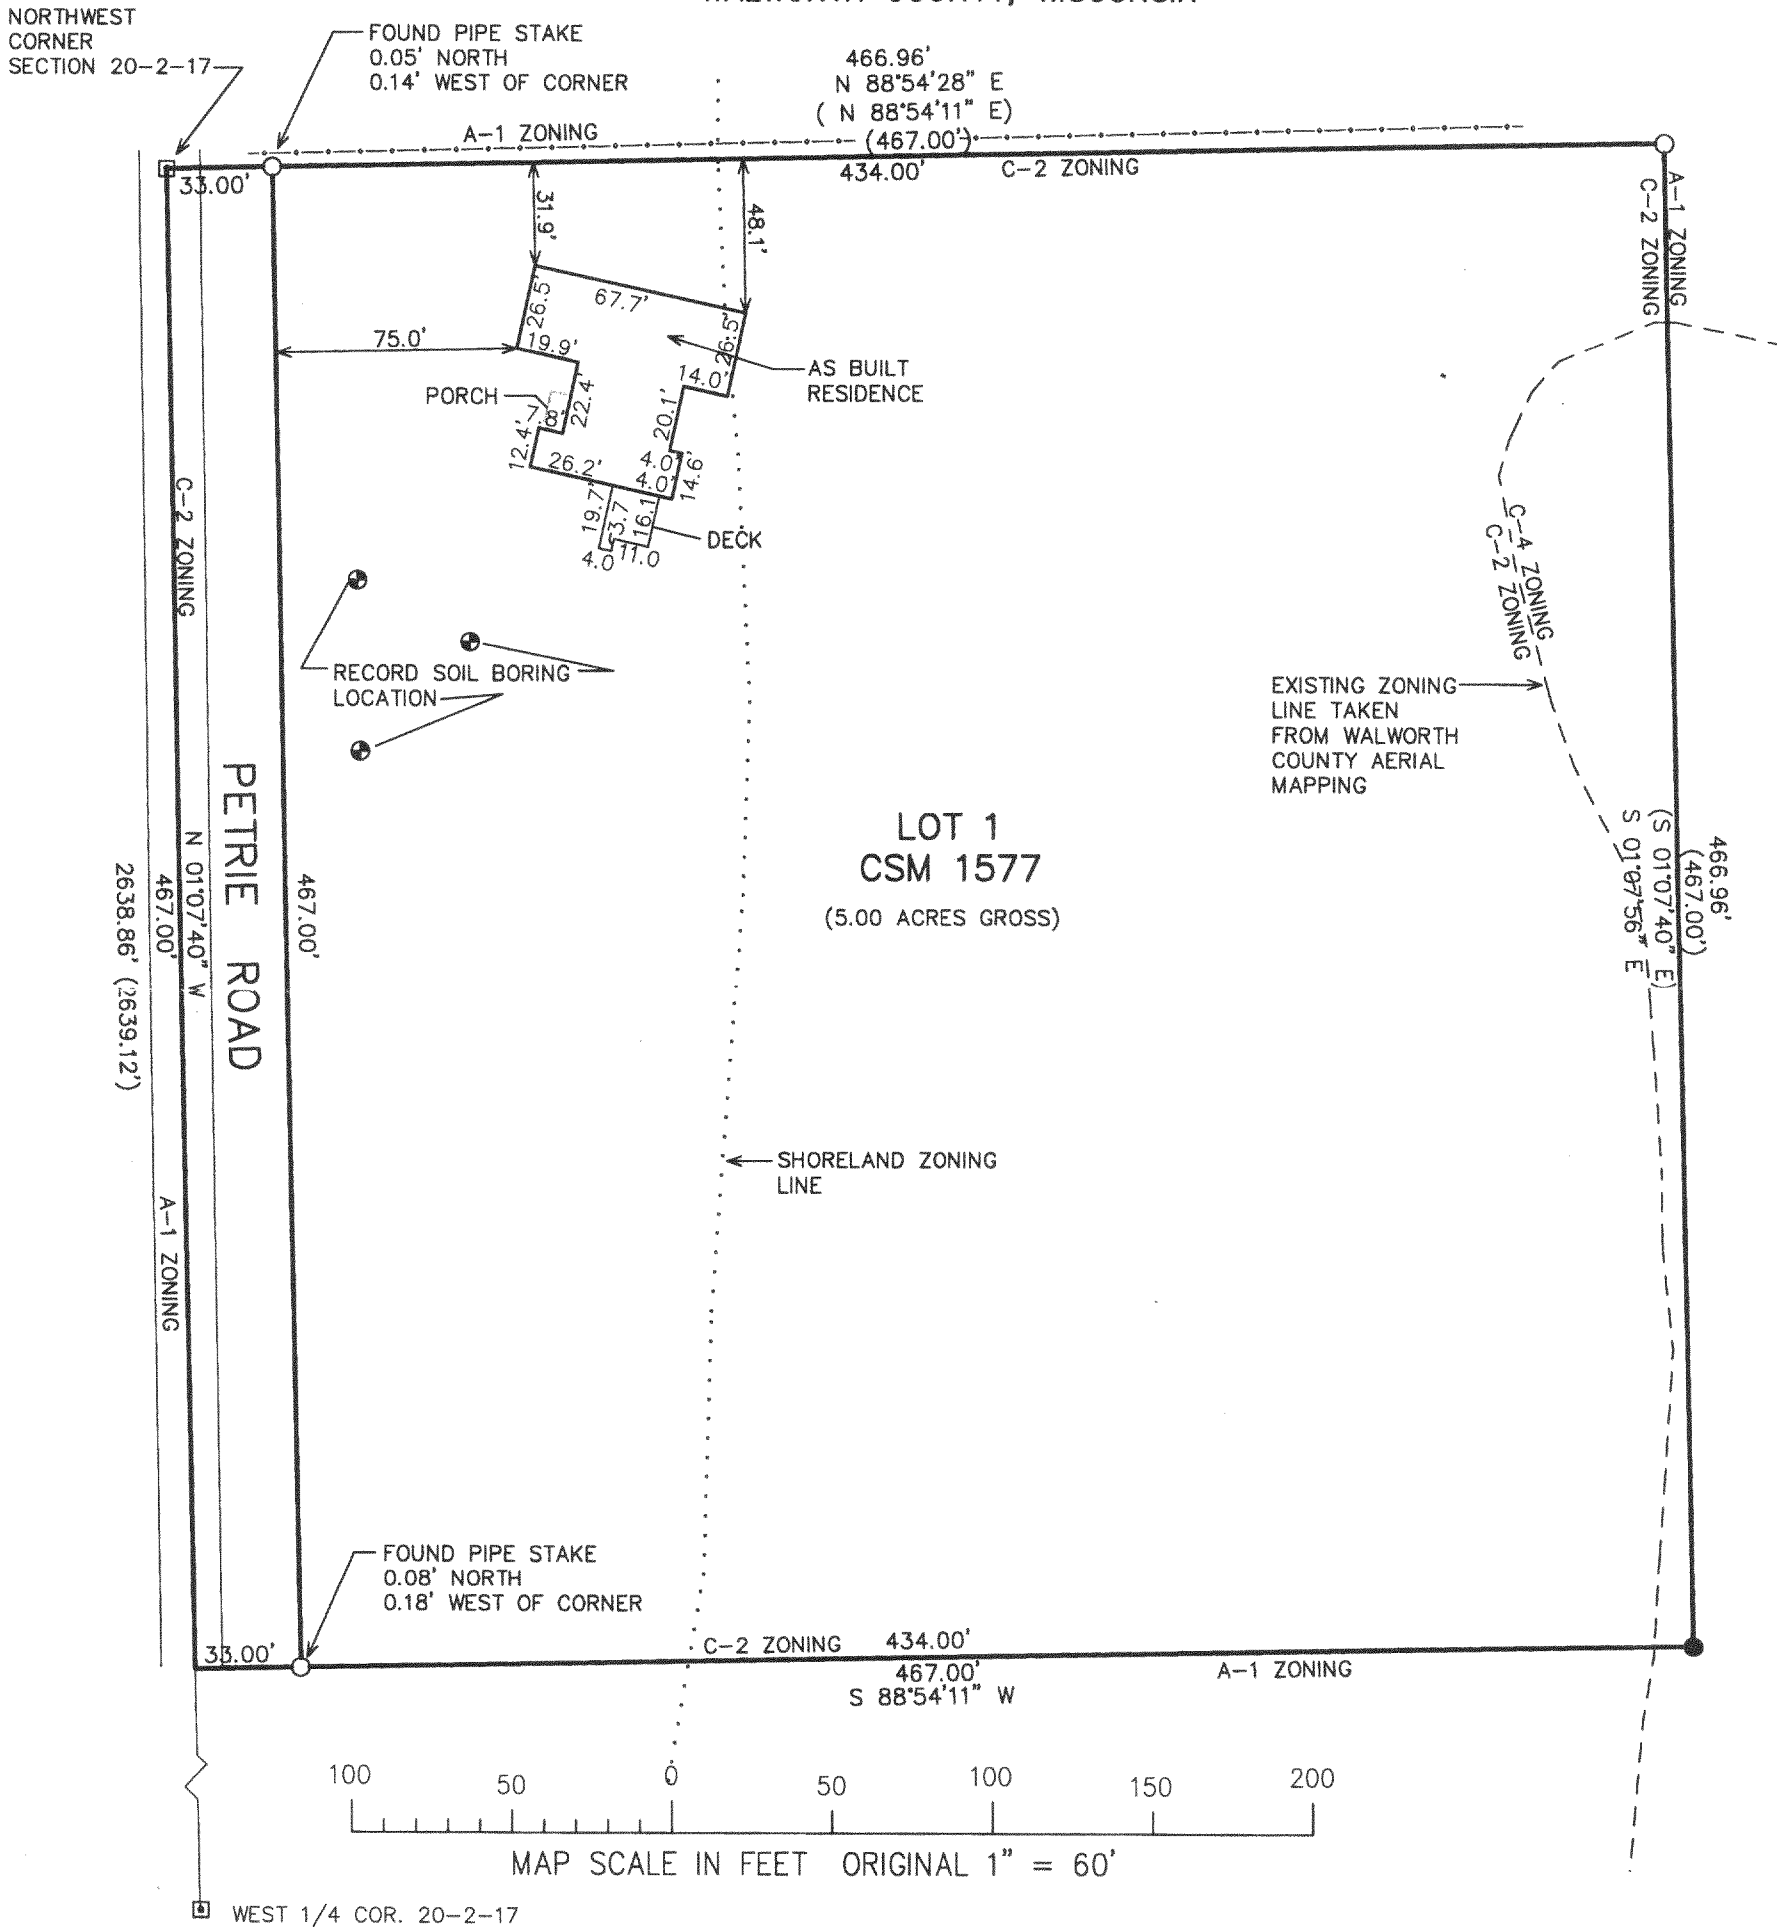 NORTHWEST
CORNER
SECTION 20-2-17
FOUND PIPE STAKE
0.05' NORTH
0.14' WEST OF CORNER
466.96'
N 88°54'28" E
( N 88°54'11" E)
(467.00')
A-1 ZONING
434.00'
C-2 ZONING
33.00'
A-1 ZONING
C-2 ZONING
31.9'
48.1'
67.7'
26.5'
26.5'
75.0'
19.9'
AS BUILT
RESIDENCE
14.0'
PORCH
22.4'
20.1'
7.8'
12.4'
26.2'
4.0'
14.6
4.0'
19.7'
3.7
16.1
DECK
4.0
11.0
C-2 ZONING
C-4 ZONING
C-2 ZONING
RECORD SOIL BORING
LOCATION
EXISTING ZONING
LINE TAKEN
FROM WALWORTH
COUNTY AERIAL
MAPPING
PETRIE ROAD
LOT 1
CSM 1577
(5.00 ACRES GROSS)
466.96'
(467.00')
(S 01°07'40" E)
S 01°07'56" E
467.00'
N 01°07'40" W
467.00'
2638.86' (2639.12')
SHORELAND ZONING
LINE
A-1 ZONING
FOUND PIPE STAKE
0.08' NORTH
0.18' WEST OF CORNER
33.00'
C-2 ZONING
434.00'
467.00'
S 88°54'11" W
A-1 ZONING
100 50 0 50 100 150 200
MAP SCALE IN FEET ORIGINAL 1" = 60'
WEST 1/4 COR. 20-2-17